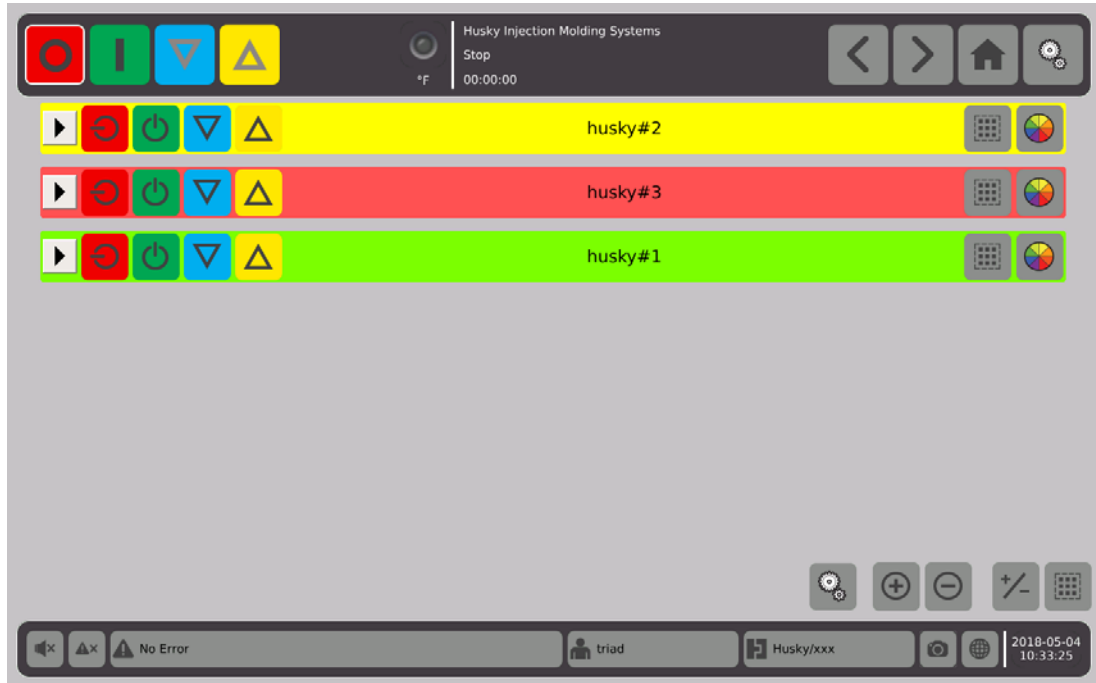 Husky Injection Molding Systems
Stop
°F
00:00:00
husky#2
husky#3
husky#1
+/-
No Error
triad
Husky/xxx
2018-05-04
10:33:25